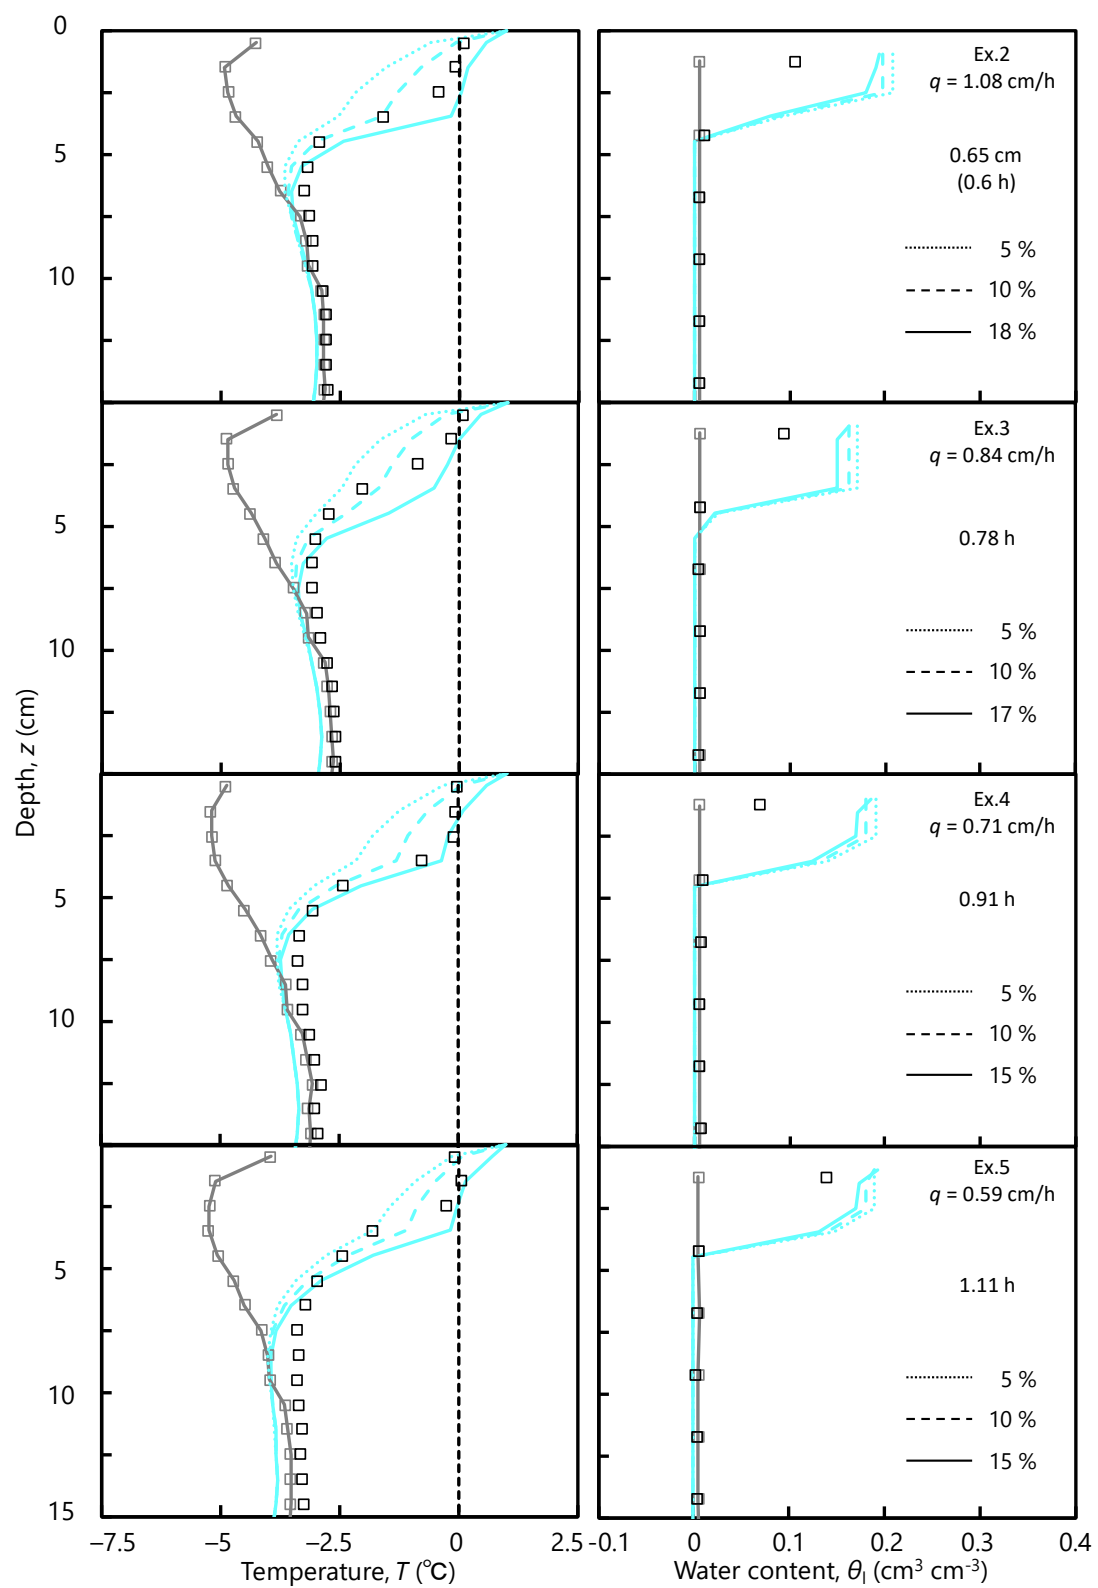 0
Ex.2
q = 1.08 cm/h
5
0.65 cm
(0.6 h)
5 %
10
10 %
18 %
Ex.3
q = 0.84 cm/h
5
0.78 h
5 %
10
10 %
17 %
Depth, z (cm)
Ex.4
q = 0.71 cm/h
5
0.91 h
5 %
10
10 %
15 %
Ex.5
q = 0.59 cm/h
5
1.11 h
5 %
10
10 %
15 %
15
−7.5 −5 −2.5 0 2.5 -0.1 0 0.1 0.2 0.3 0.4
Temperature, T (℃) Water content, θl (cm³ cm⁻³)